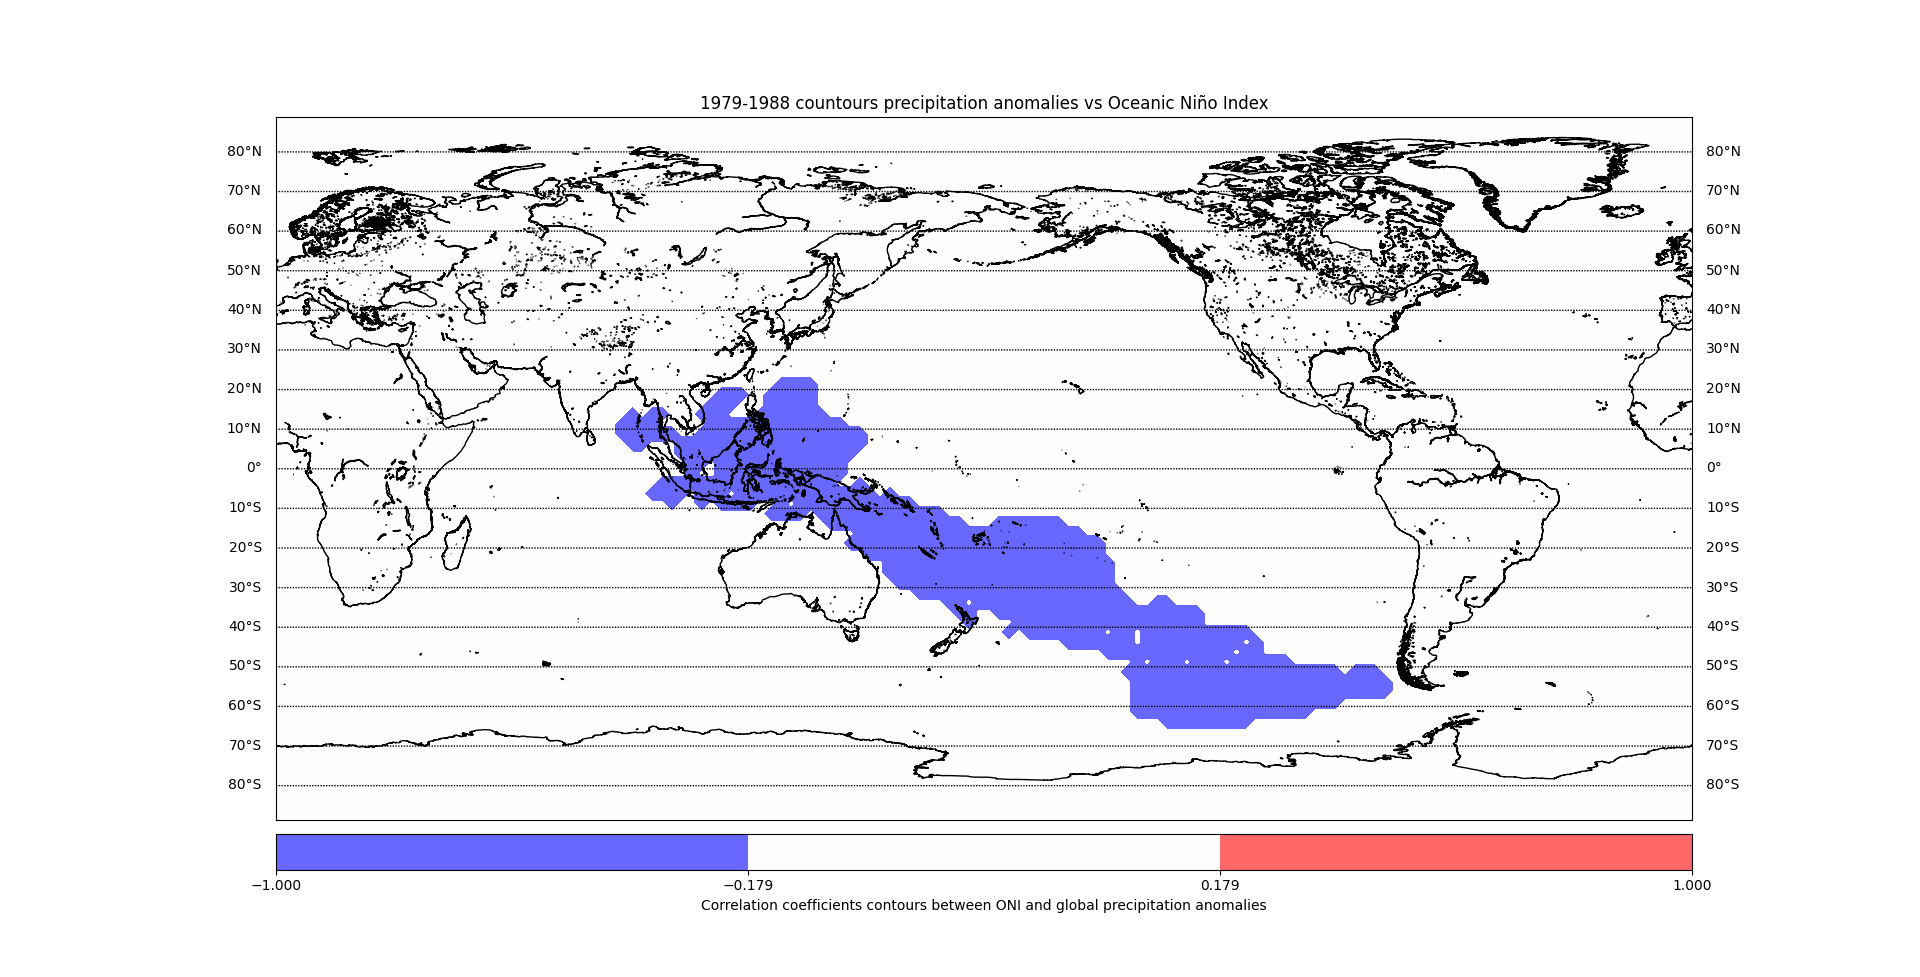 1979-1988 countours precipitation anomalies vs Oceanic Niño Index
80°N 80°N
70°N 70°N
60°N 60°N
50°N 50°N
40°N 40°N
30°N 30°N
20°N 20°N
10°N 10°N
0° 0°
10°S 10°S
20°S 20°S
30°S 30°S
40°S 40°S
50°S 50°S
60°S 60°S
70°S 70°S
80°S 80°S
−1.000 −0.179 0.179 1.000
Correlation coefficients contours between ONI and global precipitation anomalies